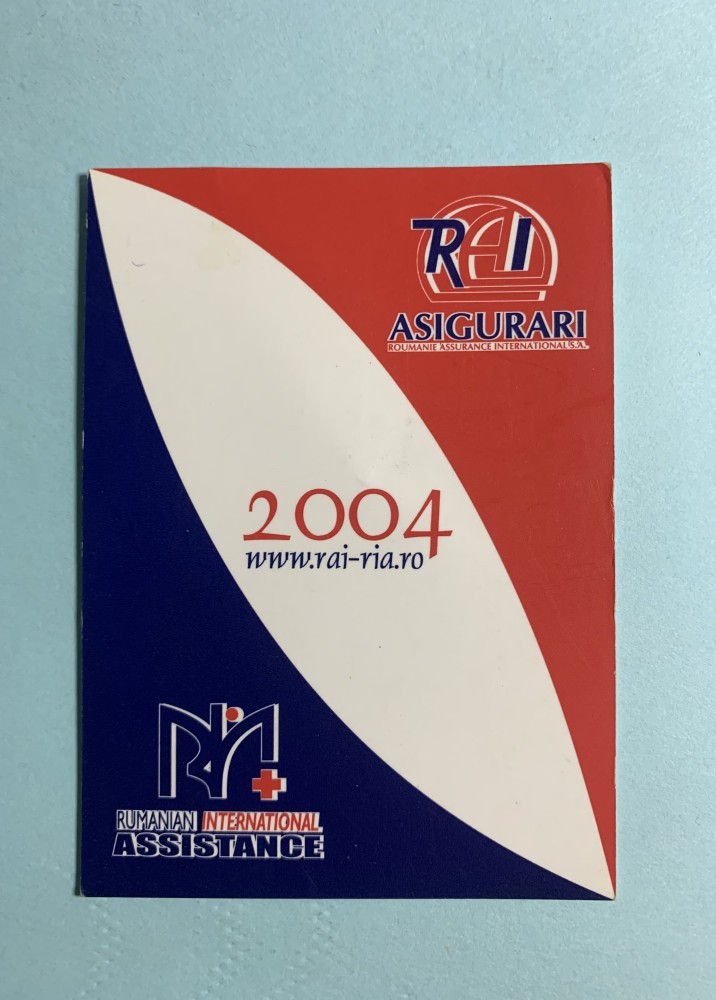 RAI
ASIGURARI
ROUMANIE ASSURANCE INTERNATIONAL S.A.
2004
www.rai-ria.ro
RIA
RUMANIAN INTERNATIONAL
ASSISTANCE